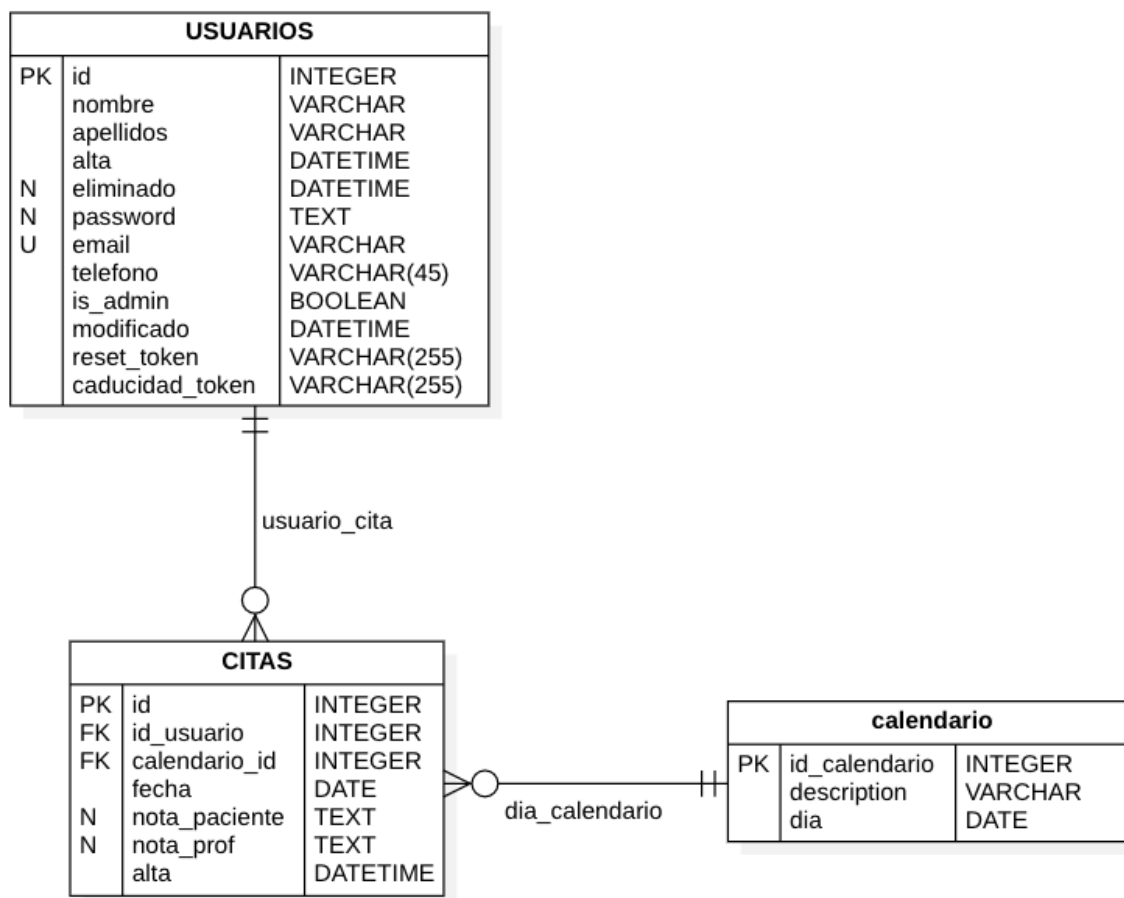 USUARIOS
PK id INTEGER
nombre VARCHAR
apellidos VARCHAR
alta DATETIME
N eliminado DATETIME
N password TEXT
U email VARCHAR
telefono VARCHAR(45)
is_admin BOOLEAN
modificado DATETIME
reset_token VARCHAR(255)
caducidad_token VARCHAR(255)
usuario_cita
CITAS
PK id INTEGER
FK id_usuario INTEGER
FK calendario_id INTEGER
fecha DATE
N nota_paciente TEXT
N nota_prof TEXT
alta DATETIME
dia_calendario
calendario
PK id_calendario INTEGER
description VARCHAR
dia DATE